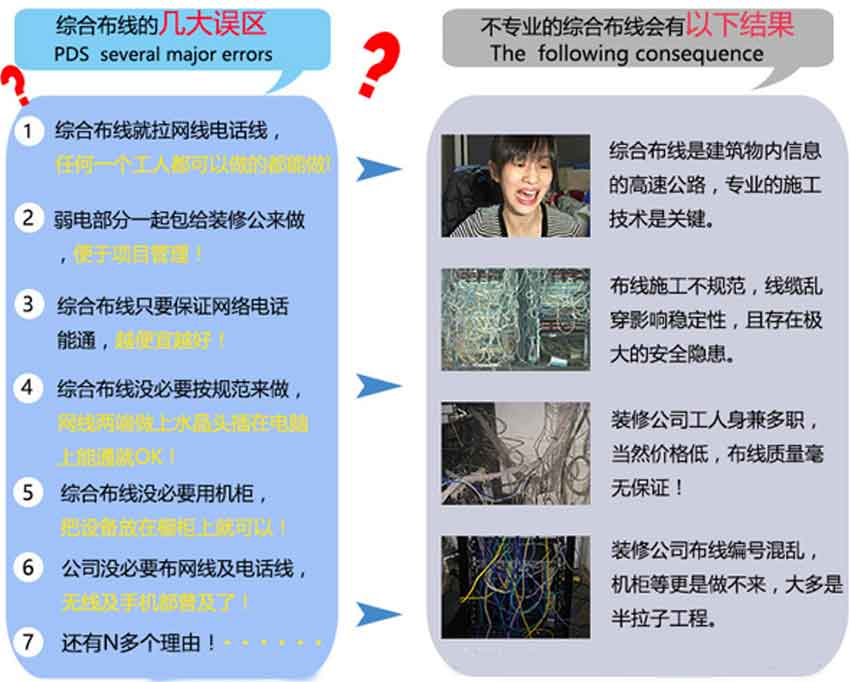 综合布线的几大误区
PDS several major errors
1 综合布线就拉网线电话线，
任何一个工人都可以做的都能做！
2 弱电部分一起包给装修公来做
，便于项目管理！
3 综合布线只要保证网络电话
能通，越便宜越好！
4 综合布线没必要按规范来做，
网线两端做上水晶头插在电脑
上能通就OK！
5 综合布线没必要用机柜，
把设备放在橱柜上就可以！
6 公司没必要布网线及电话线，
无线及手机都普及了！
7 还有N多个理由！······
不专业的综合布线会有以下结果
The following consequence
综合布线是建筑物内信息
的高速公路，专业的施工
技术是关键。
布线施工不规范，线缆乱
穿影响稳定性，且存在极
大的安全隐患。
装修公司工人身兼多职，
当然价格低，布线质量毫
无保证！
装修公司布线编号混乱，
机柜等更是做不来，大多是
半拉子工程。